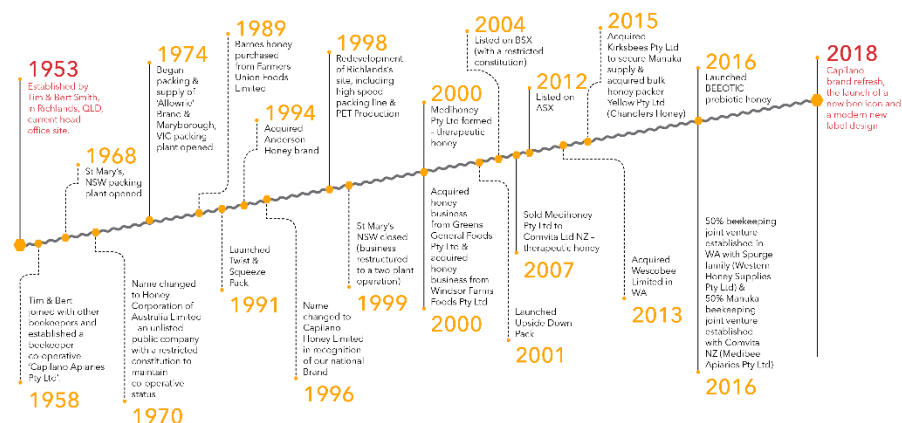 1953
Established by
Tim & Bert Smith,
in Richlands, QLD,
current head
office site.
1958
Tim & Bert
joined with other
beekeepers and
established a
beekeeper
co-operative
'Capilano Apiaries
Pty Ltd'.
1968
St Mary's,
NSW packing
plant opened
1970
Name changed
to Honey
Corporation of
Australia Limited
– an unlisted
public company
with a restricted
constitution to
maintain
co-operative
status
1974
Began
packing &
supply of
'Allowrie'
Brand &
Maryborough,
VIC packing
plant opened
1989
Barnes honey
purchased
from Farmers
Union Foods
Limited
1991
Launched
Twist &
Squeeze
Pack
1994
Acquired
Anderson
Honey brand
1996
Name
changed to
Capilano
Honey Limited
in recognition
of our national
Brand
1998
Redevelopment
of Richlands's
site, including
high speed
packing line &
PET Production
1999
St Mary's
NSW closed
(business
restructured
to a two plant
operation)
2000
Medihoney
Pty Ltd formed
– therapeutic
honey
2000
Acquired
honey
business
from Greens
General Foods
Pty Ltd &
acquired
honey
business from
Windsor Farms
Foods Pty Ltd
2001
Launched
Upside Down
Pack
2004
Listed on BSX
(with a restricted
constitution)
2007
Sold Medihoney
Pty Ltd to
Comvita Ltd NZ –
therapeutic honey
2012
Listed on
ASX
2013
Acquired
Wescobee
Limited in
WA
2015
Acquired
Kirksbees Pty Ltd
to secure Manuka
supply &
acquired bulk
honey packer
Yellow Pty Ltd
(Chandlers Honey)
2016
Launched
BEEOTIC
prebiotic honey
2016
50% beekeeping
joint venture
established in
WA with Spurge
family (Western
Honey Supplies
Pty Ltd) &
50% Manuka
beekeeping
joint venture
established
with Comvita
NZ (Medibee
Apiaries Pty Ltd)
2018
Capilano
brand refresh,
the launch of a
new bee icon and
a modern new
label design